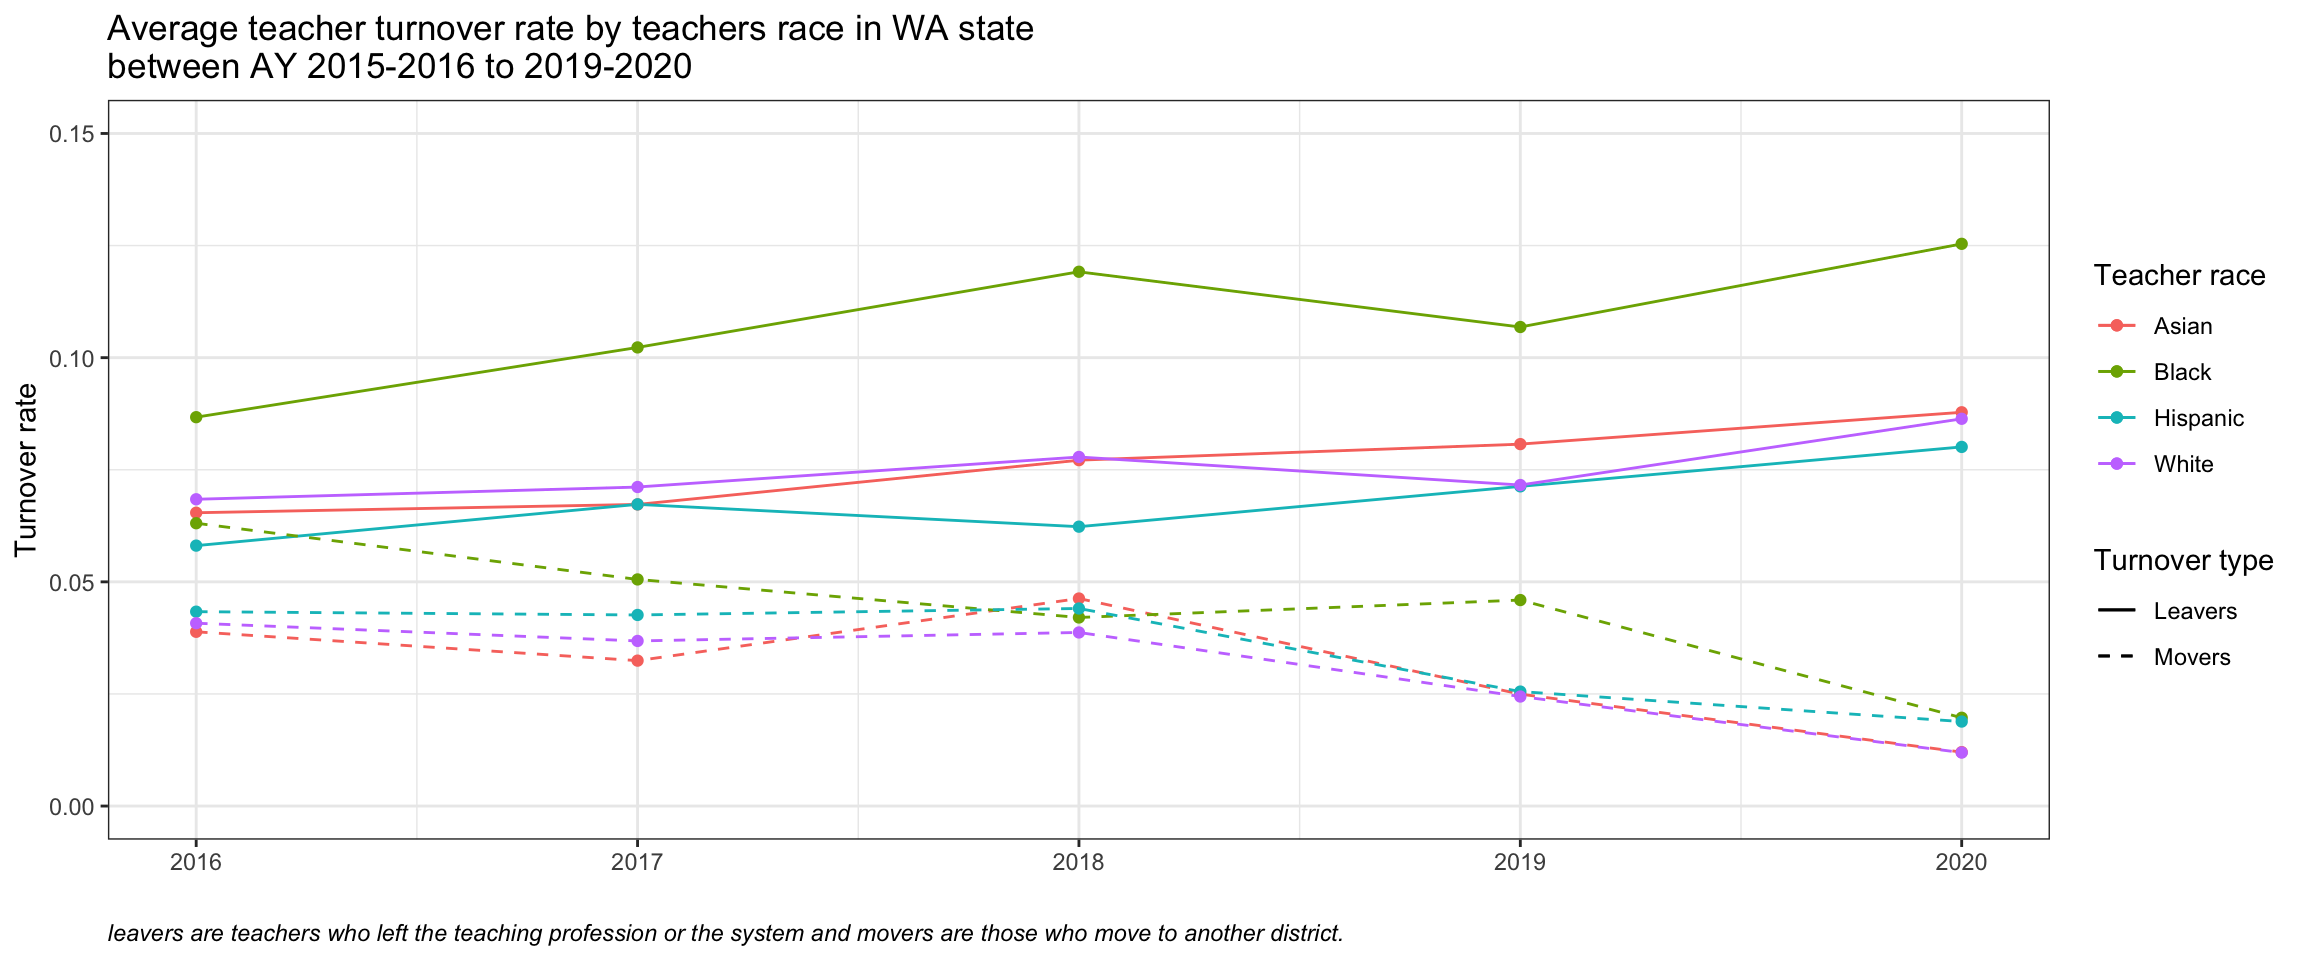 Average teacher turnover rate by teachers race in WA state
between AY 2015-2016 to 2019-2020
0.15
0.10
0.05
0.00
Turnover rate
2016
2017
2018
2019
2020
Teacher race
Asian
Black
Hispanic
White
Turnover type
Leavers
Movers
leavers are teachers who left the teaching profession or the system and movers are those who move to another district.